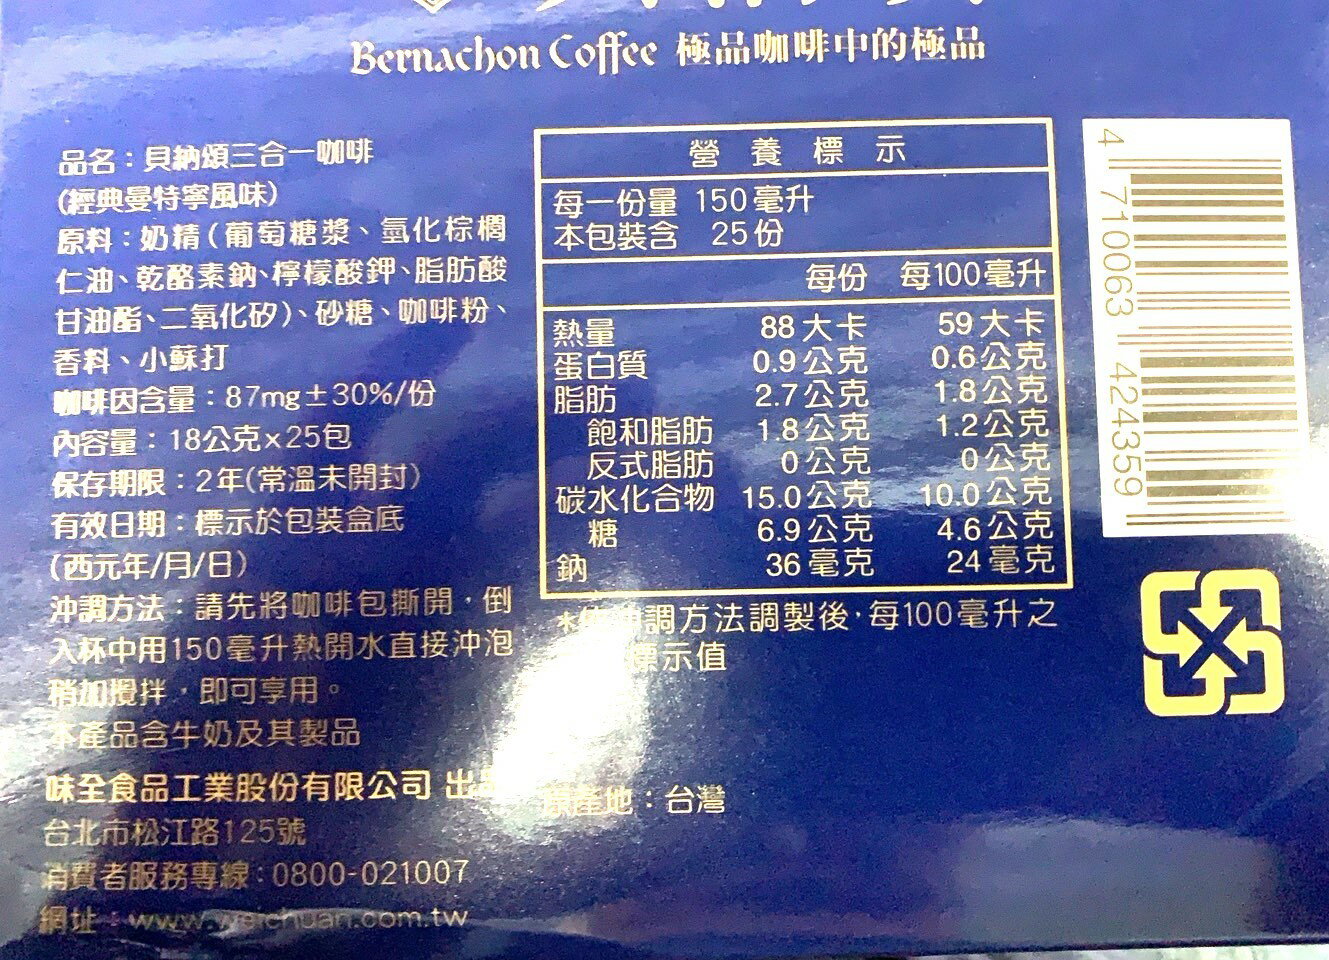 Bernachon Coffee 極品咖啡中的極品
品名：貝納頌三合一咖啡
(經典曼特寧風味)
原料：奶精(葡萄糖漿、氫化棕櫚
仁油、乾酪素鈉、檸檬酸鉀、脂肪酸
甘油酯、二氧化矽)、砂糖、咖啡粉、
香料、小蘇打
咖啡因含量：87mg±30%/份
內容量：18公克x25包
保存期限：2年(常溫未開封)
有效日期：標示於包裝盒底
(西元年/月/日)
沖調方法：請先將咖啡包撕開，倒
入杯中用150毫升熱開水直接沖泡
稍加攪拌，即可享用。
本產品含牛奶及其製品
味全食品工業股份有限公司 出品
台北市松江路125號
消費者服務專線：0800-021007
網址：www.weichuan.com.tw
營養標示
每一份量 150毫升
本包裝含 25份
每份 每100毫升
熱量 88大卡 59大卡
蛋白質 0.9公克 0.6公克
脂肪 2.7公克 1.8公克
飽和脂肪 1.8公克 1.2公克
反式脂肪 0公克 0公克
碳水化合物 15.0公克 10.0公克
糖 6.9公克 4.6公克
鈉 36毫克 24毫克
調方法調製後，每100毫升之
標示值
原產地：台灣
4 710063 424359